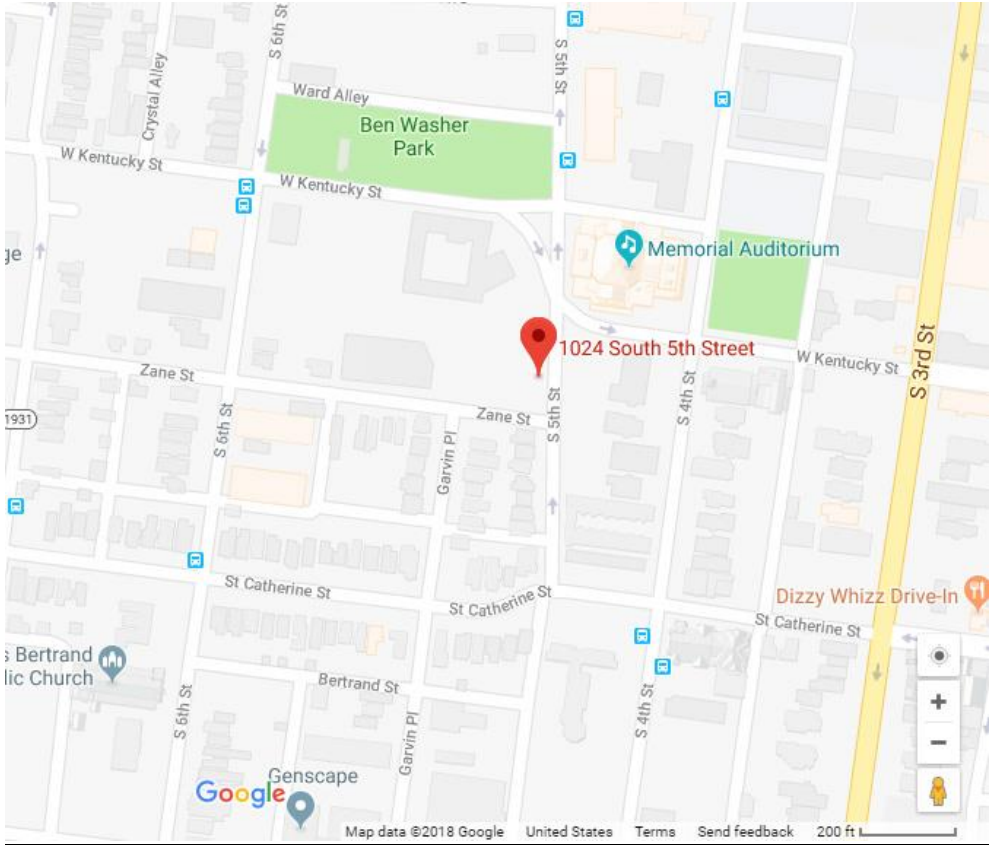 S 6th St
S 5th St
Crystal Alley
Ward Alley
Ben Washer
Park
W Kentucky St
W Kentucky St
Memorial Auditorium
ge
1024 South 5th Street
W Kentucky St
S 3rd St
Zane St
S 4th St
1931)
S 6th St
Zane St
S 5th St
Garvin Pl
St Catherine St
St Catherine St
Dizzy Whizz Drive-In
St Catherine St
s Bertrand
lic Church
Bertrand St
S 6th St
Garvin Pl
S 4th St
Genscape
Google
Map data ©2018 Google United States Terms Send feedback 200 ft